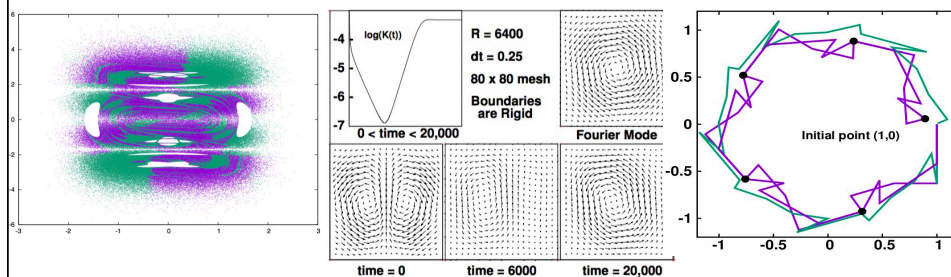 6
4
2
0
-2
-4
-6
-3
-2
-1
0
1
2
3
-4
-5
-6
-7
log(K(t))
0 < time < 20,000
R = 6400
dt = 0.25
80 x 80 mesh
Boundaries
are Rigid
Fourier Mode
time = 0
time = 6000
time = 20,000
1
0.5
0
-0.5
-1
Initial point (1,0)
-1
-0.5
0
0.5
1